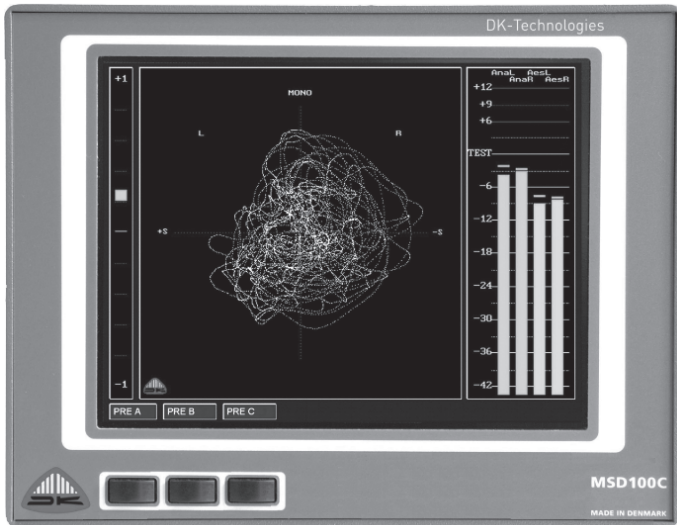 DK-Technologies
+1
MONO
L
R
+S
-S
-1
AnaL AesL
AnaR AesR
+12
+9
+6
TEST
-6
-12
-18
-24
-30
-36
-42
PRE A
PRE B
PRE C
DK
MSD100C
MADE IN DENMARK